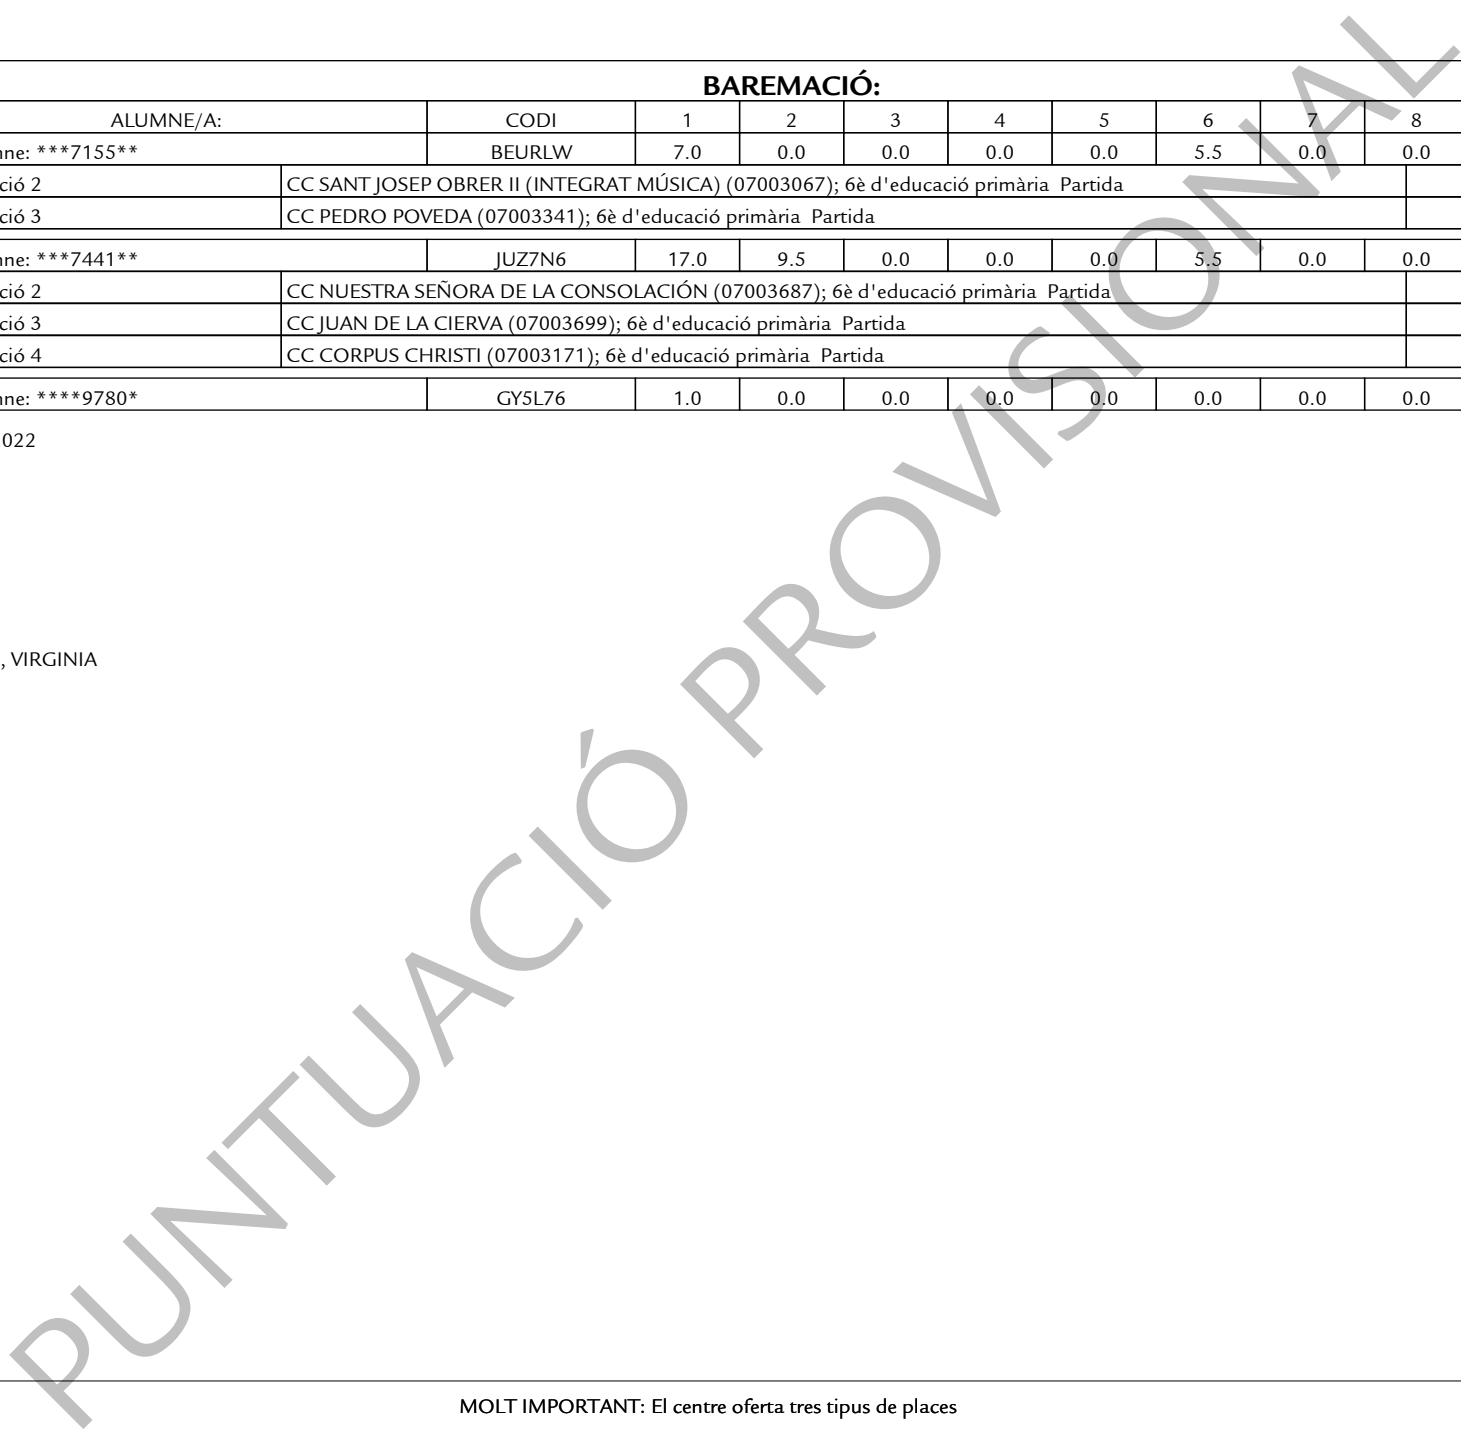 BAREMACIÓ:
ALUMNE/A: CODI 1 2 3 4 5 6 7 8
nne: ***7155** BEURLW 7.0 0.0 0.0 0.0 0.0 5.5 0.0 0.0
ció 2 CC SANT JOSEP OBRER II (INTEGRAT MÚSICA) (07003067); 6è d'educació primària Partida
ció 3 CC PEDRO POVEDA (07003341); 6è d'educació primària Partida
nne: ***7441** JUZ7N6 17.0 9.5 0.0 0.0 0.0 5.5 0.0 0.0
ció 2 CC NUESTRA SEÑORA DE LA CONSOLACIÓN (07003687); 6è d'educació primària Partida
ció 3 CC JUAN DE LA CIERVA (07003699); 6è d'educació primària Partida
ció 4 CC CORPUS CHRISTI (07003171); 6è d'educació primària Partida
nne: ****9780* GY5L76 1.0 0.0 0.0 0.0 0.0 0.0 0.0 0.0
022
, VIRGINIA
PUNTUACIÓ PROVISIONAL
MOLT IMPORTANT: El centre oferta tres tipus de places